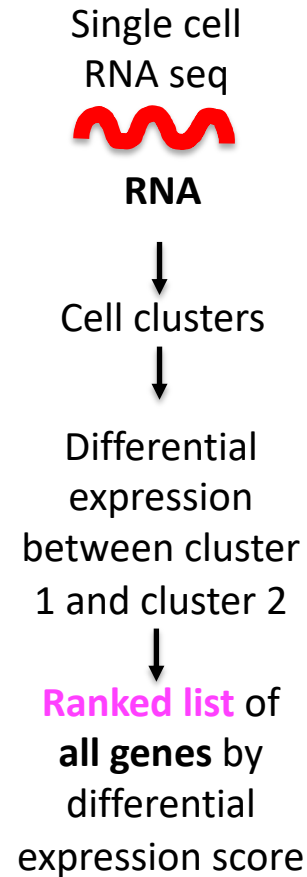 Single cell
RNA seq
RNA
Cell clusters
Differential
expression
between cluster
1 and cluster 2
Ranked list of
all genes by
differential
expression score